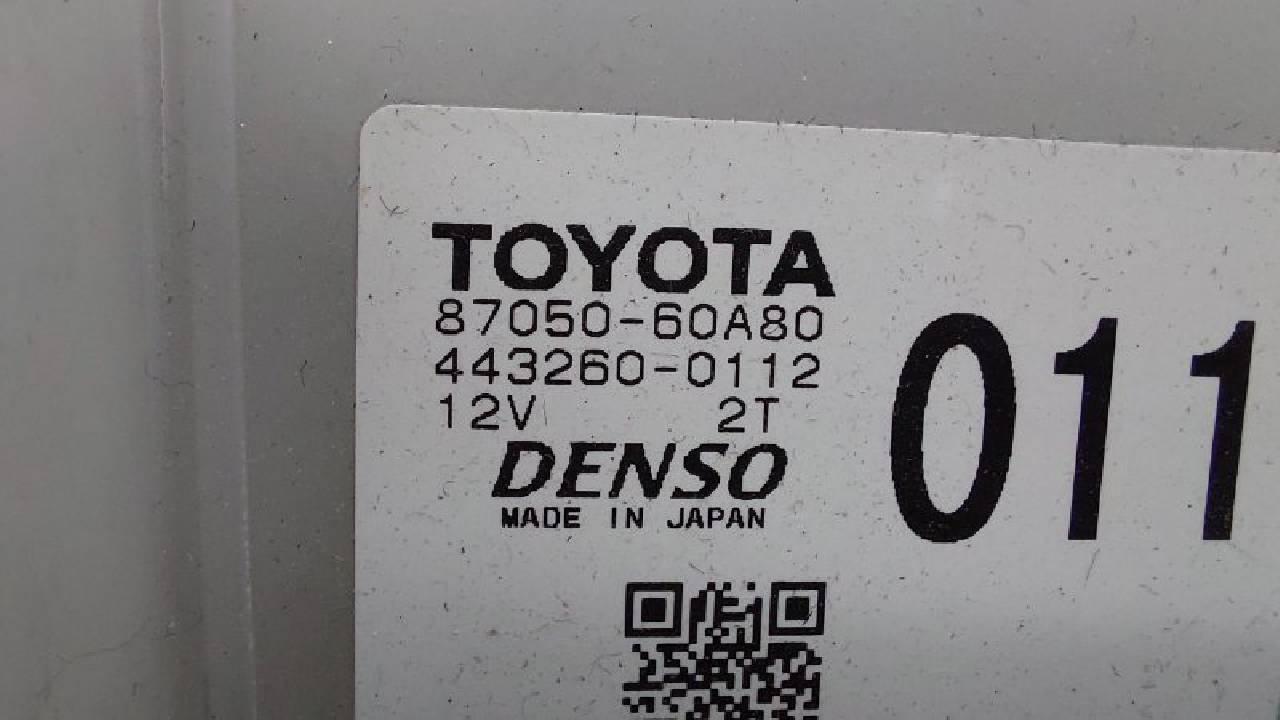 TOYOTA
87050-60A80
443260-0112
12V 2T
DENSO
MADE IN JAPAN
011